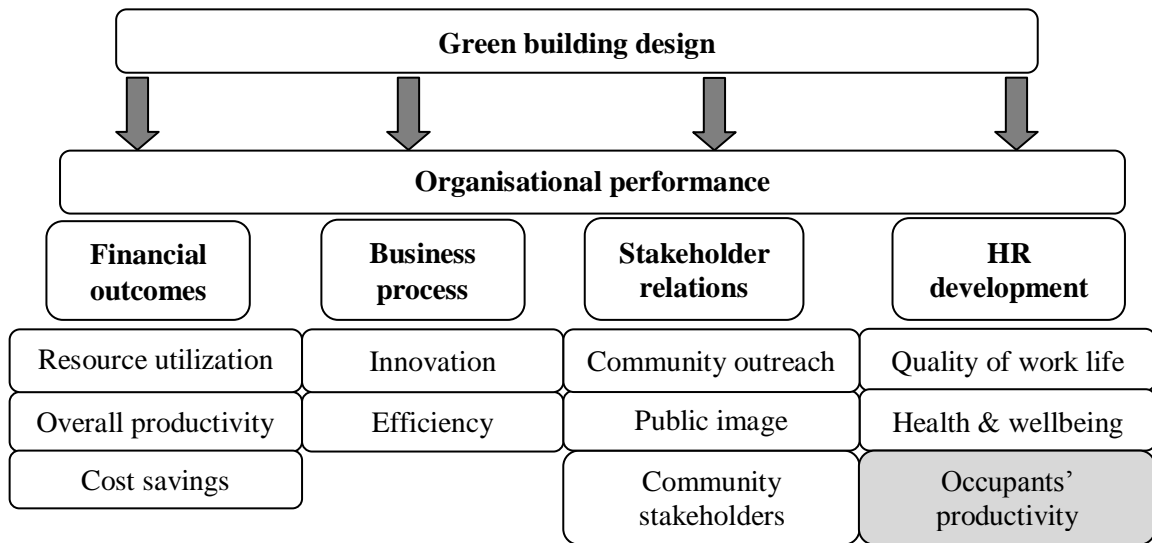 Green building design
Organisational performance
Financial
outcomes
Business
process
Stakeholder
relations
HR
development
Resource utilization
Innovation
Community outreach
Quality of work life
Overall productivity
Efficiency
Public image
Health & wellbeing
Cost savings
Community
stakeholders
Occupants’
productivity